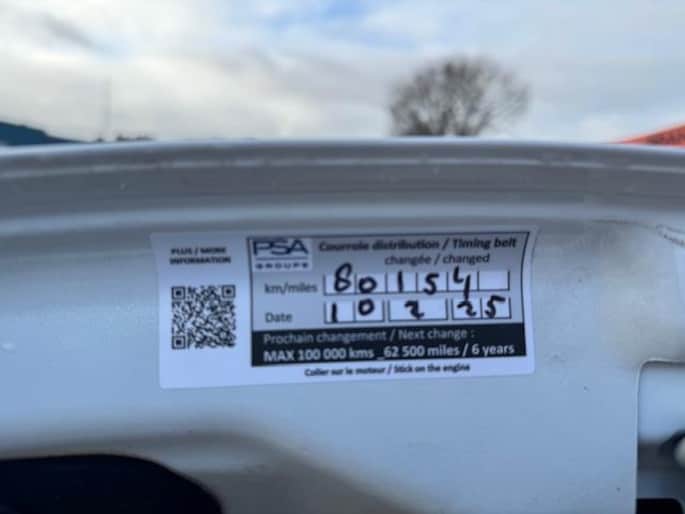 PLUS / MORE
INFORMATION
PSA
GROUPE
Courroie distribution / Timing belt
changée / changed
km/miles 80154
Date 10 2 25
Prochain changement / Next change :
MAX 100 000 kms _62 500 miles / 6 years
Coller sur le moteur / Stick on the engine